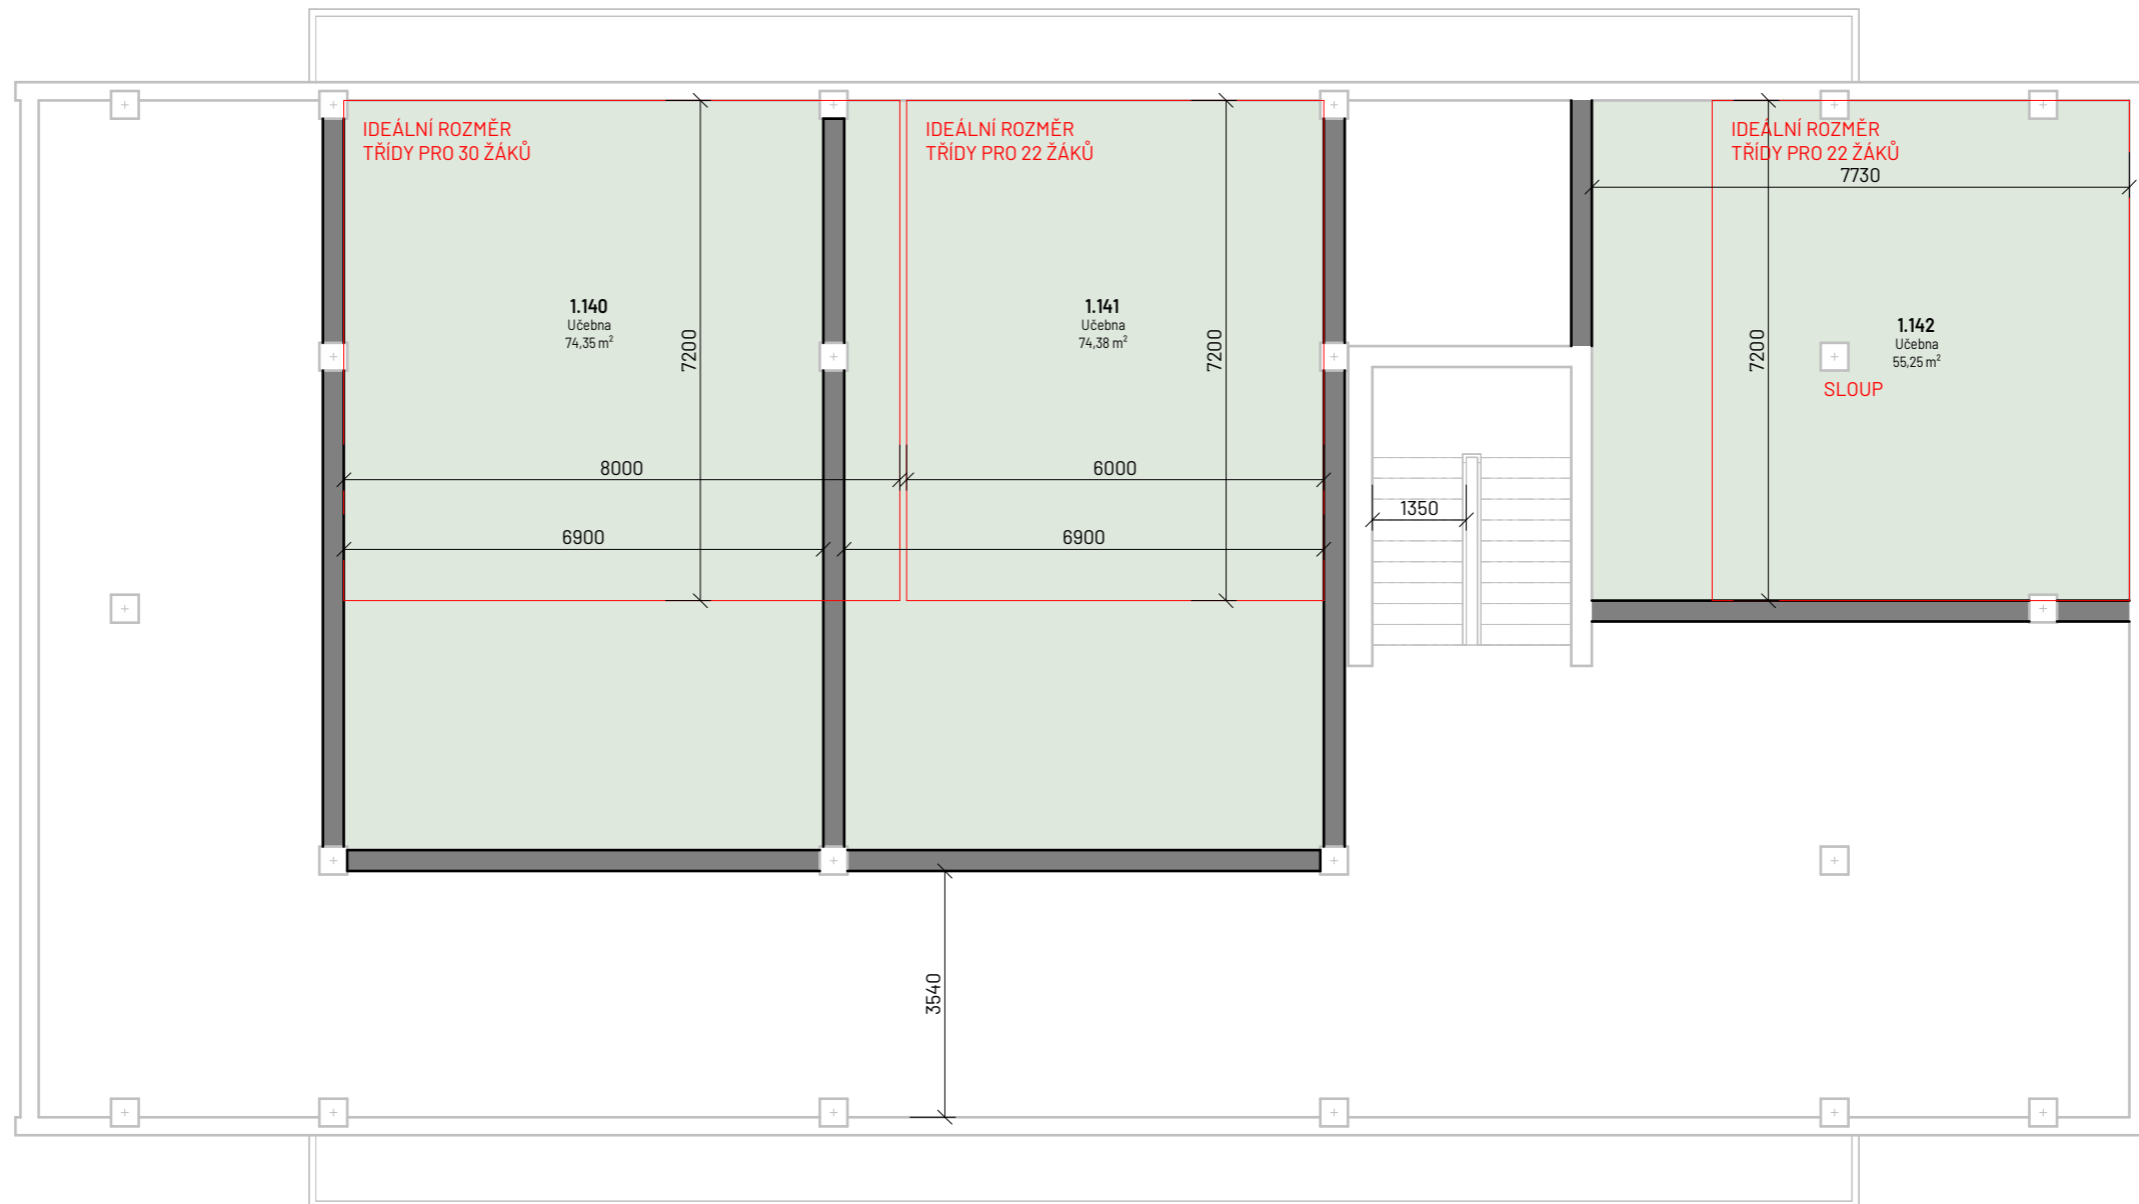 IDEÁLNÍ ROZMĚR
TŘÍDY PRO 30 ŽÁKŮ
IDEÁLNÍ ROZMĚR
TŘÍDY PRO 22 ŽÁKŮ
IDEÁLNÍ ROZMĚR
TŘÍDY PRO 22 ŽÁKŮ
7730
1.140
Učebna
74,35 m²
7200
1.141
Učebna
74,38 m²
7200
7200
1.142
Učebna
55,25 m²
SLOUP
8000
6000
1350
6900
6900
3540